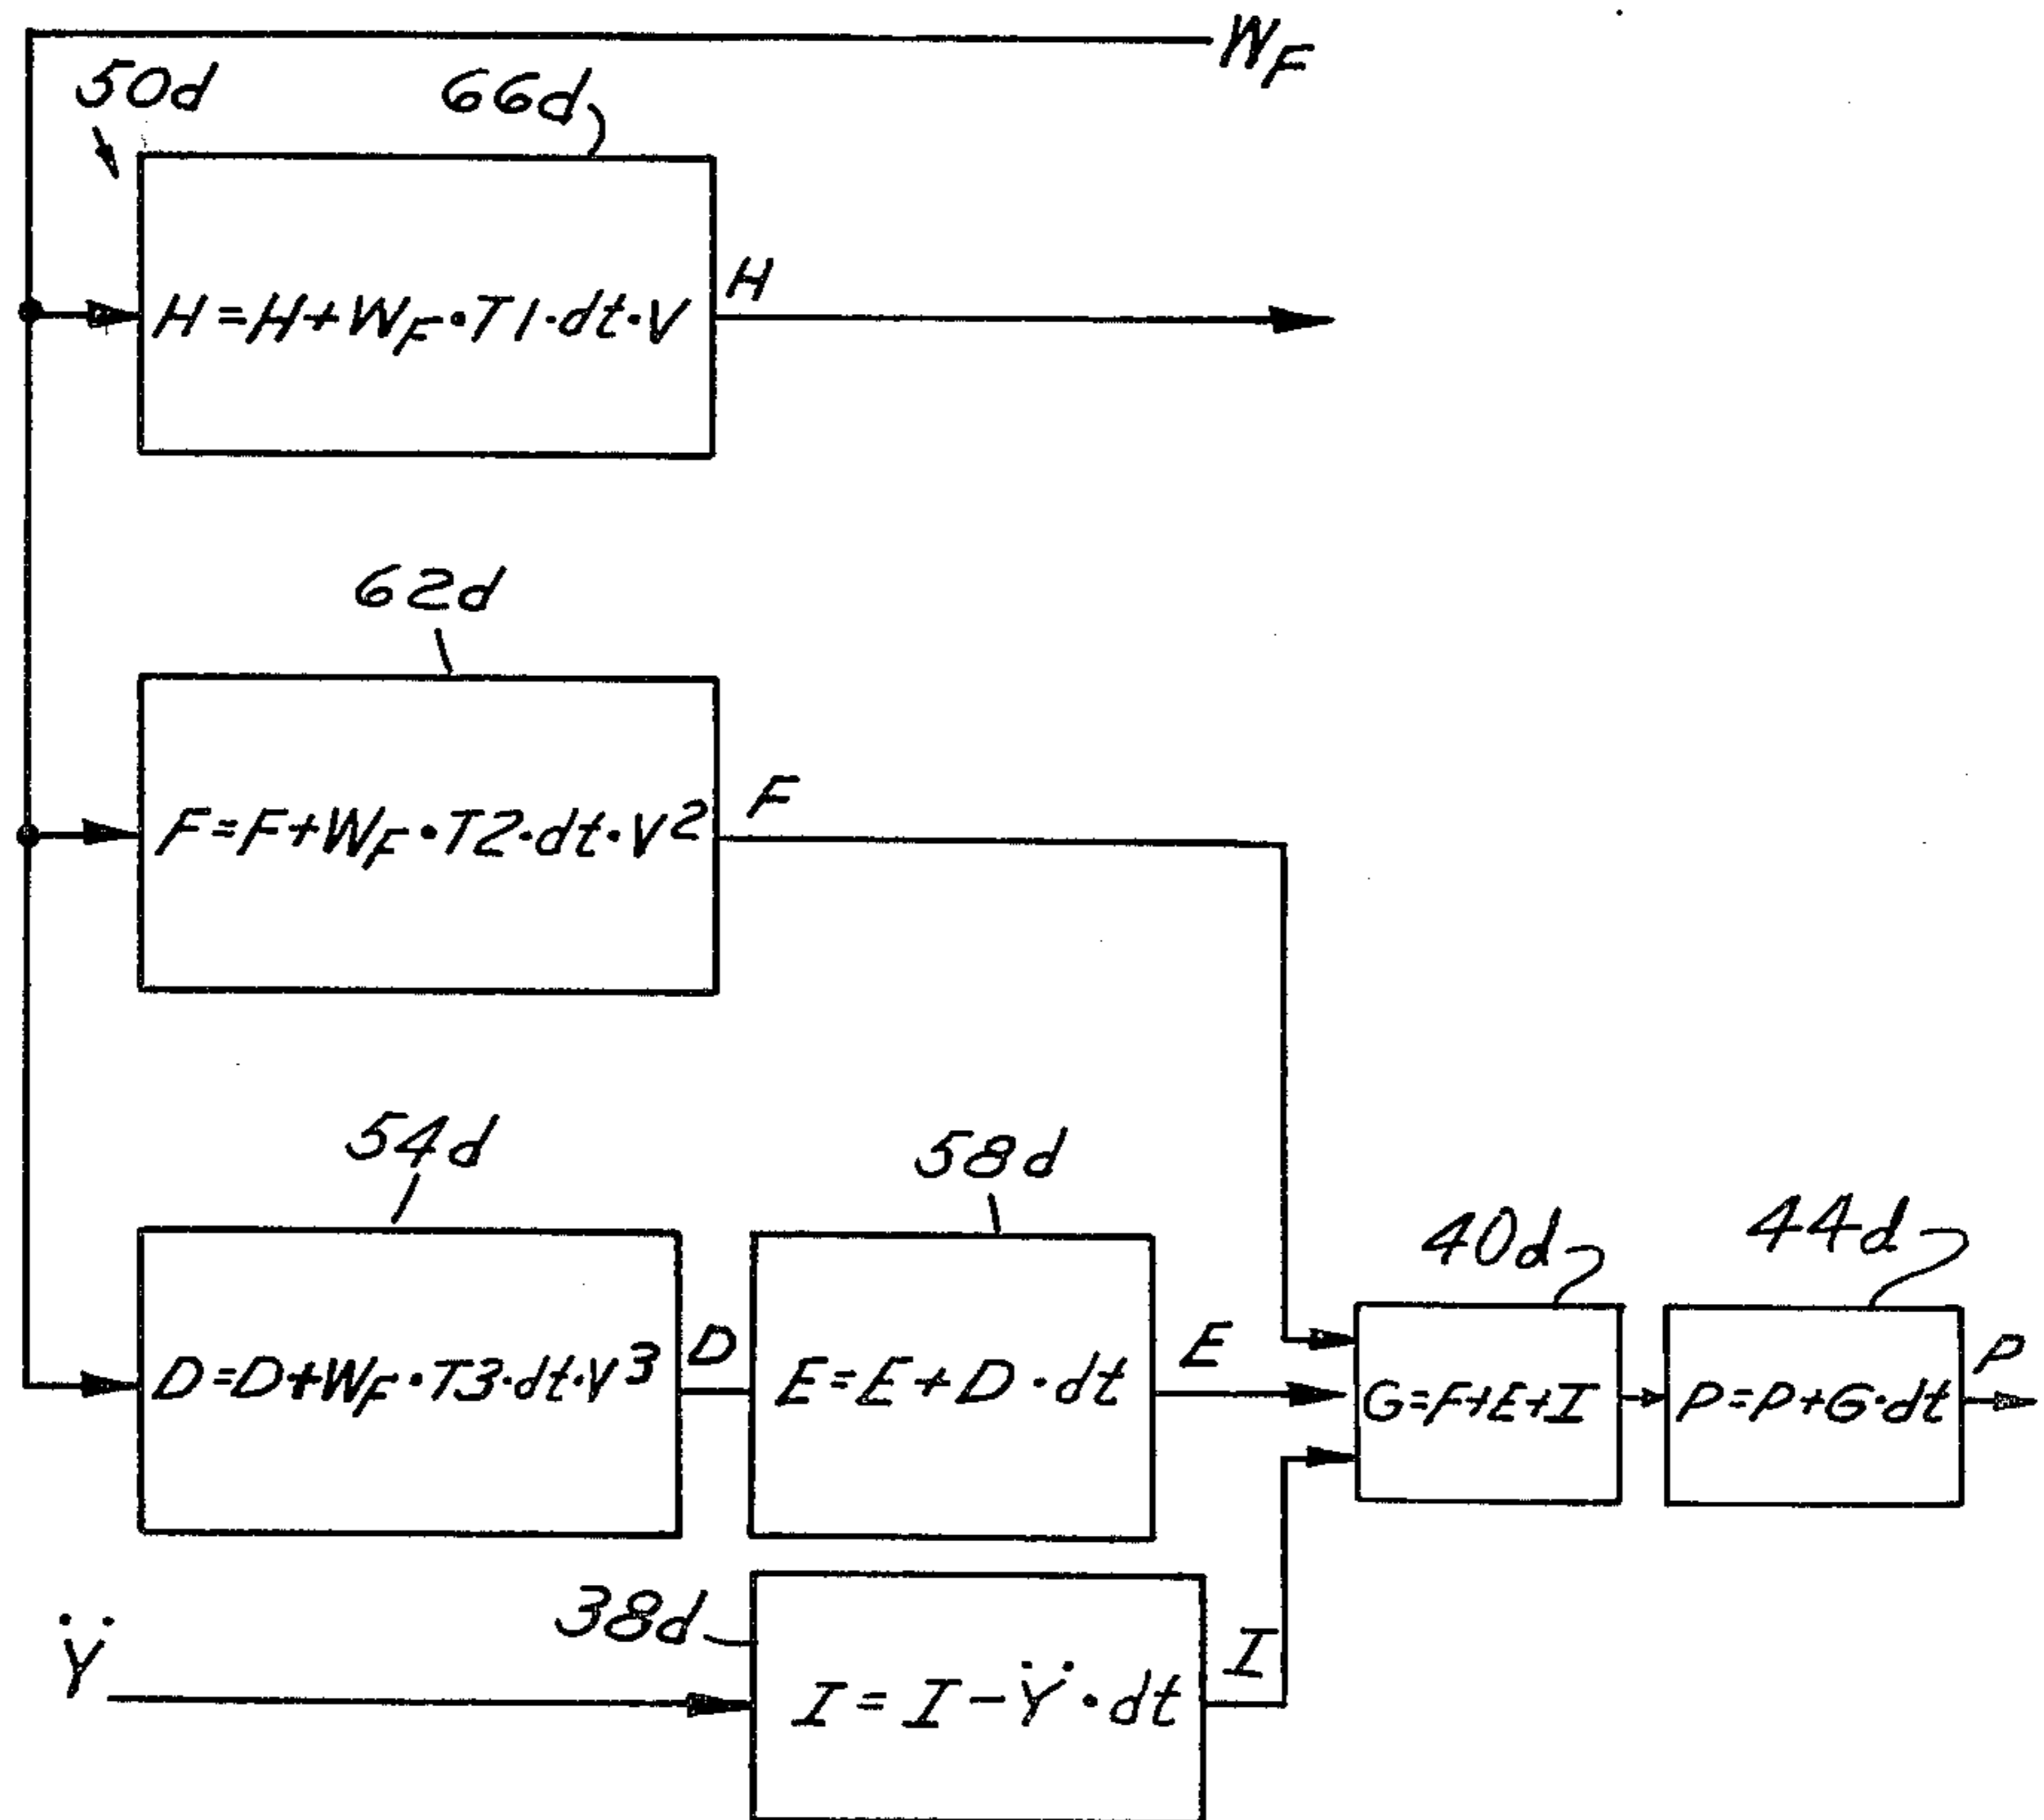 W_F
50d
66d
H=H+W_F·T1·dt·V
H
62d
F=F+W_F·T2·dt·V²
F
54d
58d
D=D+W_F·T3·dt·V³
D
E=E+D·dt
E
40d
44d
G=F+E+I
P=P+G·dt
P
38d
Ÿ
I=I-Ÿ·dt
I